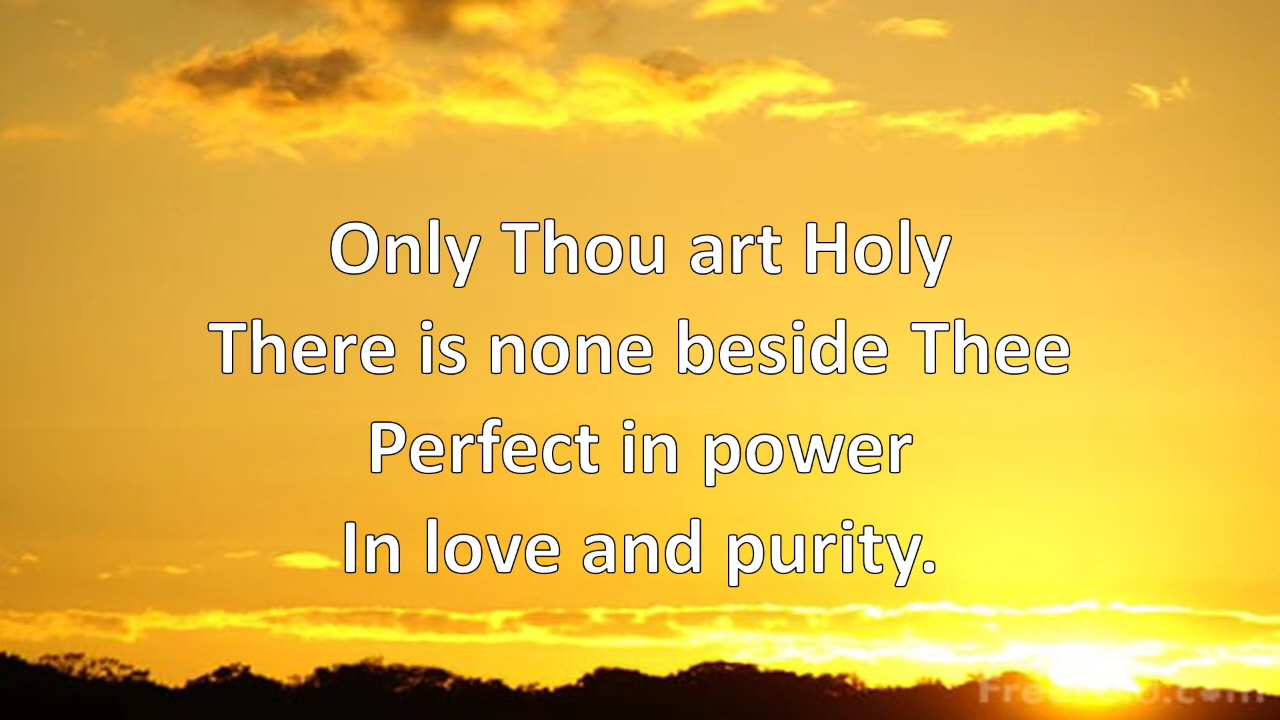 Only Thou art Holy
There is none beside Thee
Perfect in power
In love and purity.